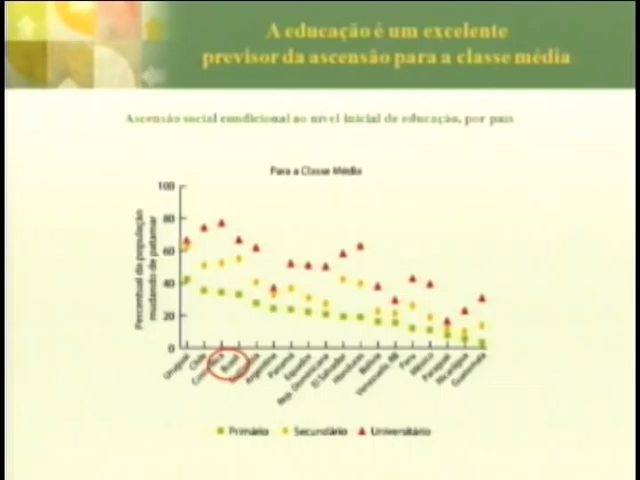 A educação é um excelente
previsor da ascensão para a classe média
Ascensão social condicional ao nível inicial de educação, por país
Para a Classe Média
Percentual da população
mudando de patamar
100
80
60
40
20
0
Uruguai
Chile
Brasil
Argentina
Panamá
Equador
Rep. Dominicana
El Salvador
Honduras
Bolívia
Venezuela RB
Peru
México
Paraguai
Nicarágua
Guatemala
Primário
Secundário
Universitário